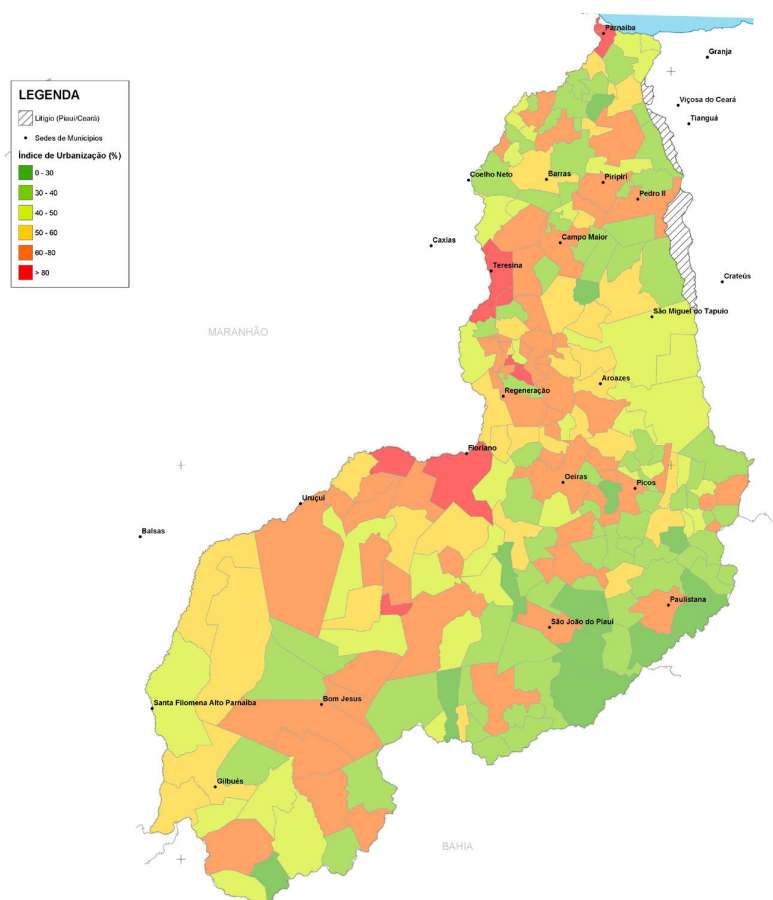 Parnaiba
Granja
LEGENDA
Litígio (Piauí/Ceará)
Sedes de Municípios
Índice de Urbanização (%)
0 - 30
30 - 40
40 - 50
50 - 60
60 -80
> 80
Viçosa do Ceará
Tianguá
Coelho Neto
Barras
Piripiri
Pedro II
Caxias
Campo Maior
Teresina
Crateús
São Miguel do Tapuio
MARANHÃO
Aroazes
Regeneração
Floriano
Oeiras
Picos
Uruçuí
Balsas
Paulistana
São João do Piauí
Santa Filomena Alto Parnaíba
Bom Jesus
Gilbués
BAHIA